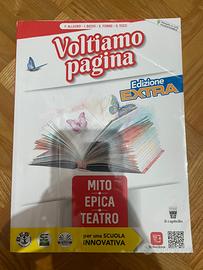 Voltiamo
pagina
Edizione
EXTRA
MITO
EPICA
TEATRO
per una SCUOLA
INNOVATIVA